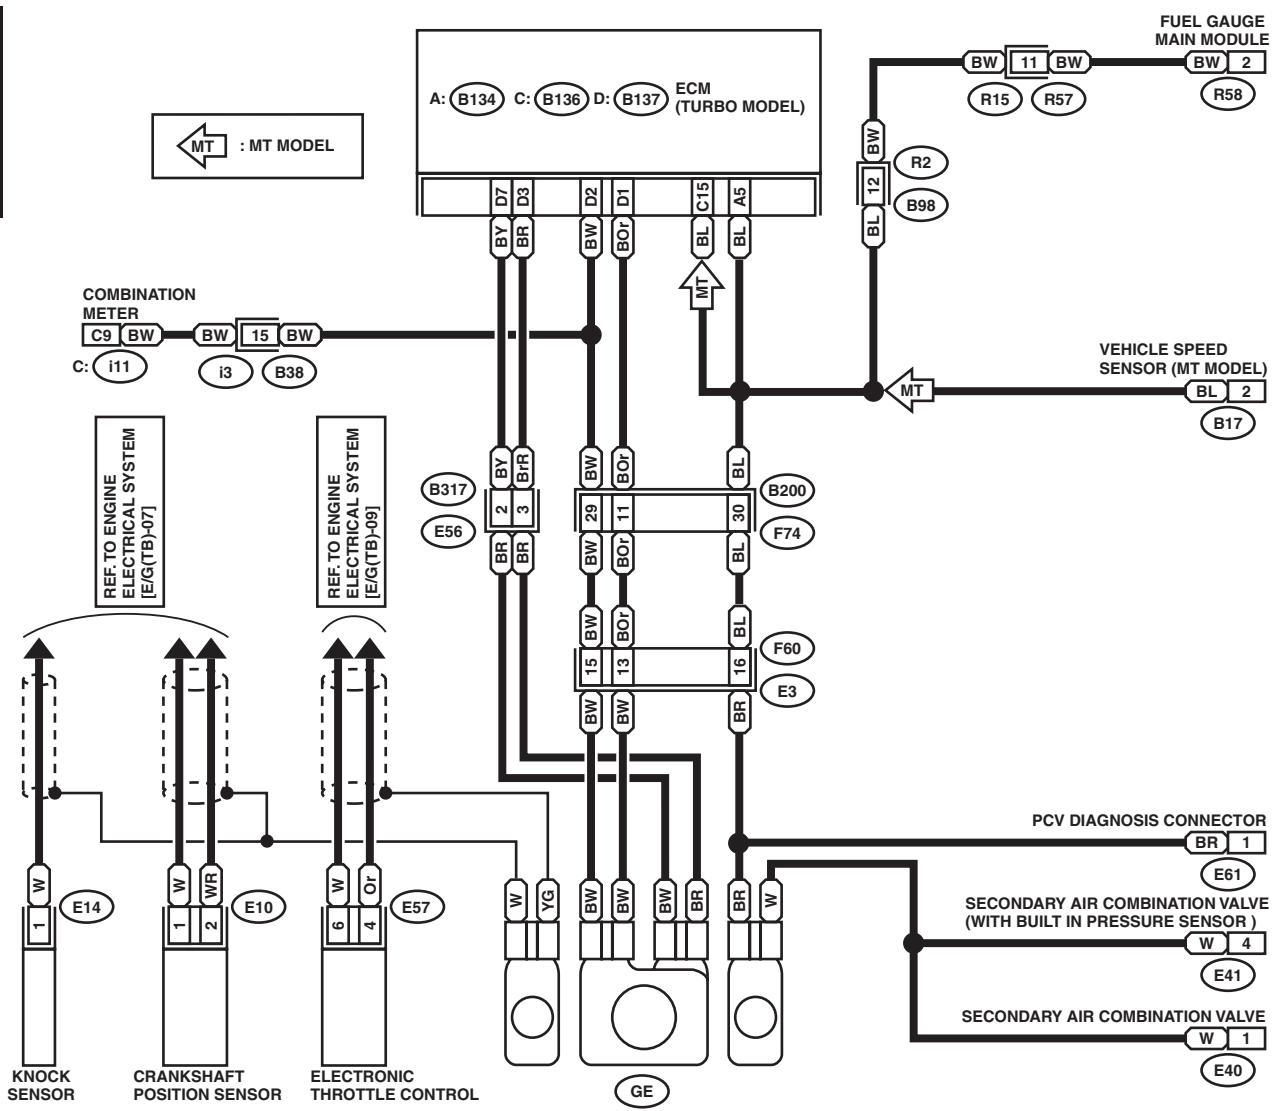 FUEL GAUGE
MAIN MODULE
BW 11 BW BW 2
R15 R57 R58
A: B134 C: B136 D: B137 ECM
(TURBO MODEL)
MT : MT MODEL
BW
R2
12
B98
BL
D7 D3 D2 D1 C15 A5
BY BR BW BOr BL BL
MT
COMBINATION
METER
C9 BW BW 15 BW
C: i11 i3 B38
VEHICLE SPEED
SENSOR (MT MODEL)
MT BL 2
B17
REF. TO ENGINE
ELECTRICAL SYSTEM
[E/G(TB)-07]
REF. TO ENGINE
ELECTRICAL SYSTEM
[E/G(TB)-09]
BY BrR BW BOr BL
B317 B200
2 3 29 11 30
E56 F74
BR BR BW BOr BL
BW BOr BL
F60
15 13 16
E3
BW BW BR
PCV DIAGNOSIS CONNECTOR
BR 1
E61
W W WR W Or W YG BW BW BW BR BR W
E14 E10 E57
1 1 2 6 4
SECONDARY AIR COMBINATION VALVE
(WITH BUILT IN PRESSURE SENSOR )
W 4
E41
SECONDARY AIR COMBINATION VALVE
W 1
E40
KNOCK
SENSOR
CRANKSHAFT
POSITION SENSOR
ELECTRONIC
THROTTLE CONTROL
GE